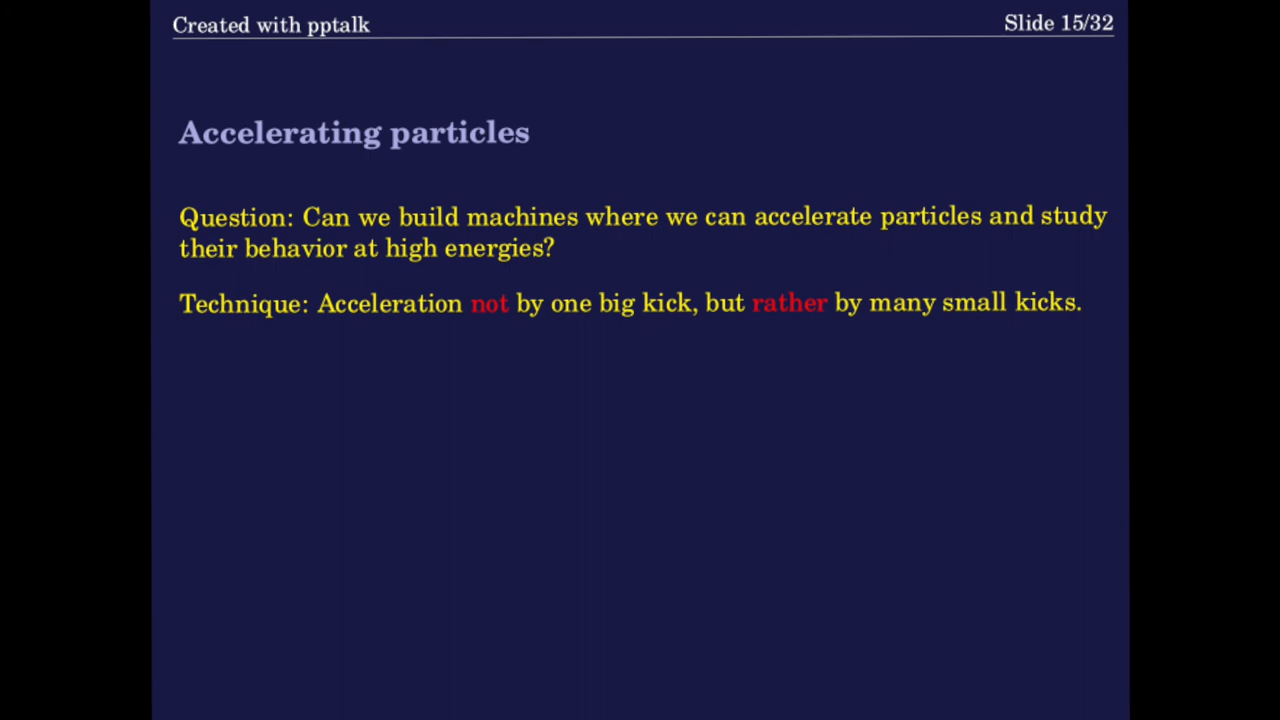 Created with pptalk
Slide 15/32
Accelerating particles
Question: Can we build machines where we can accelerate particles and study
their behavior at high energies?
Technique: Acceleration not by one big kick, but rather by many small kicks.